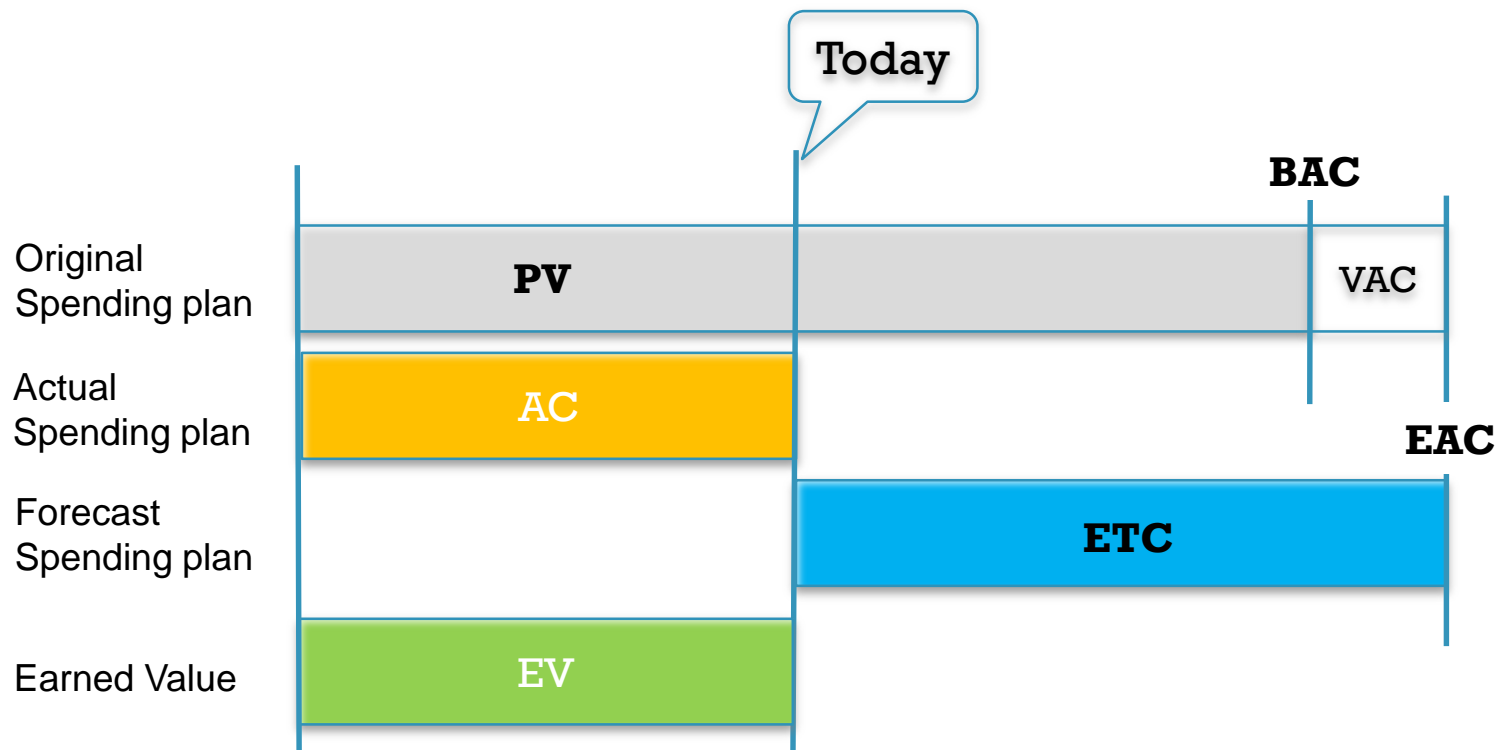 Today
BAC
Original
Spending plan
PV
VAC
Actual
Spending plan
AC
EAC
Forecast
Spending plan
ETC
Earned Value
EV